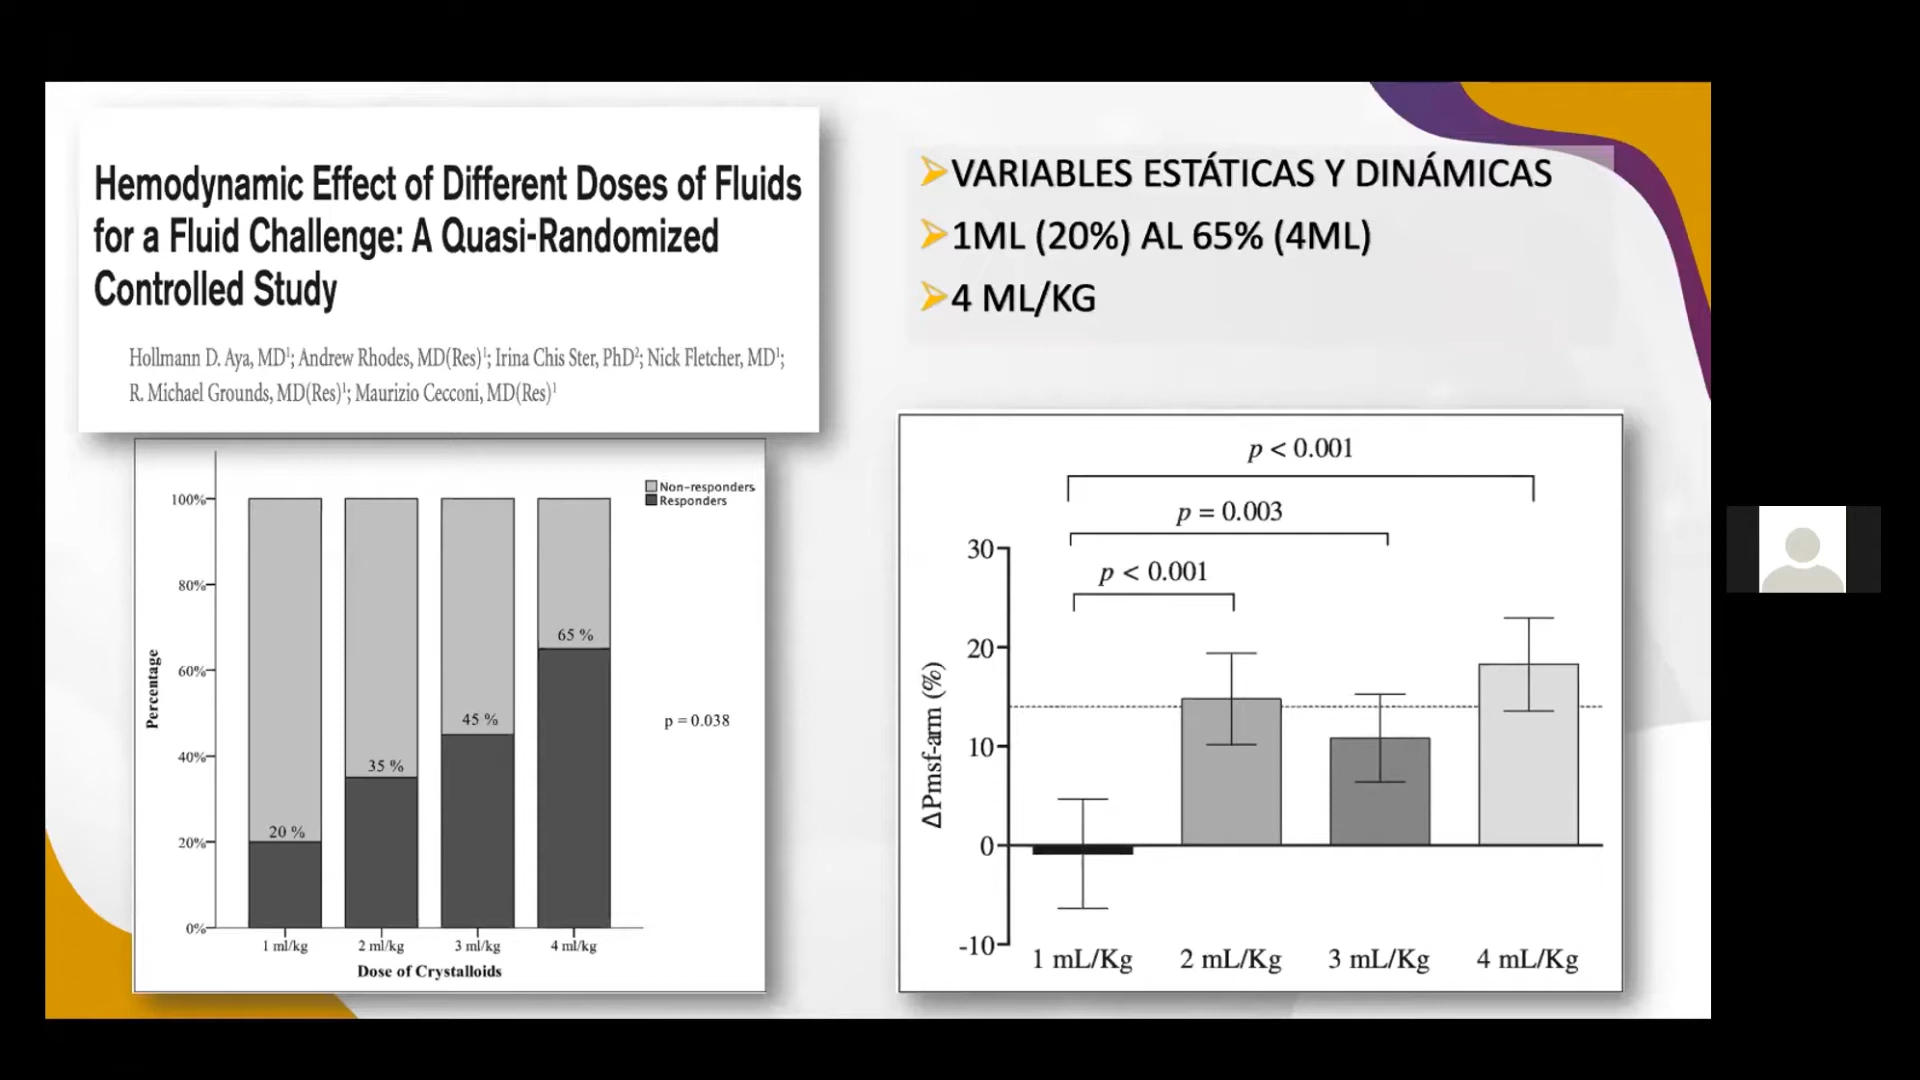 Hemodynamic Effect of Different Doses of Fluids
for a Fluid Challenge: A Quasi-Randomized
Controlled Study
Hollmann D. Aya, MD¹; Andrew Rhodes, MD(Res)¹; Irina Chis Ster, PhD²; Nick Fletcher, MD¹;
R. Michael Grounds, MD(Res)¹; Maurizio Cecconi, MD(Res)¹
VARIABLES ESTÁTICAS Y DINÁMICAS
1ML (20%) AL 65% (4ML)
4 ML/KG
Non-responders
Responders
100%
80%
60%
40%
20%
0%
Percentage
20 %
35 %
45 %
65 %
p = 0.038
1 ml/kg 2 ml/kg 3 ml/kg 4 ml/kg
Dose of Crystalloids
p < 0.001
p = 0.003
p < 0.001
30
20
10
0
-10
ΔPmsf-arm (%)
1 mL/Kg 2 mL/Kg 3 mL/Kg 4 mL/Kg